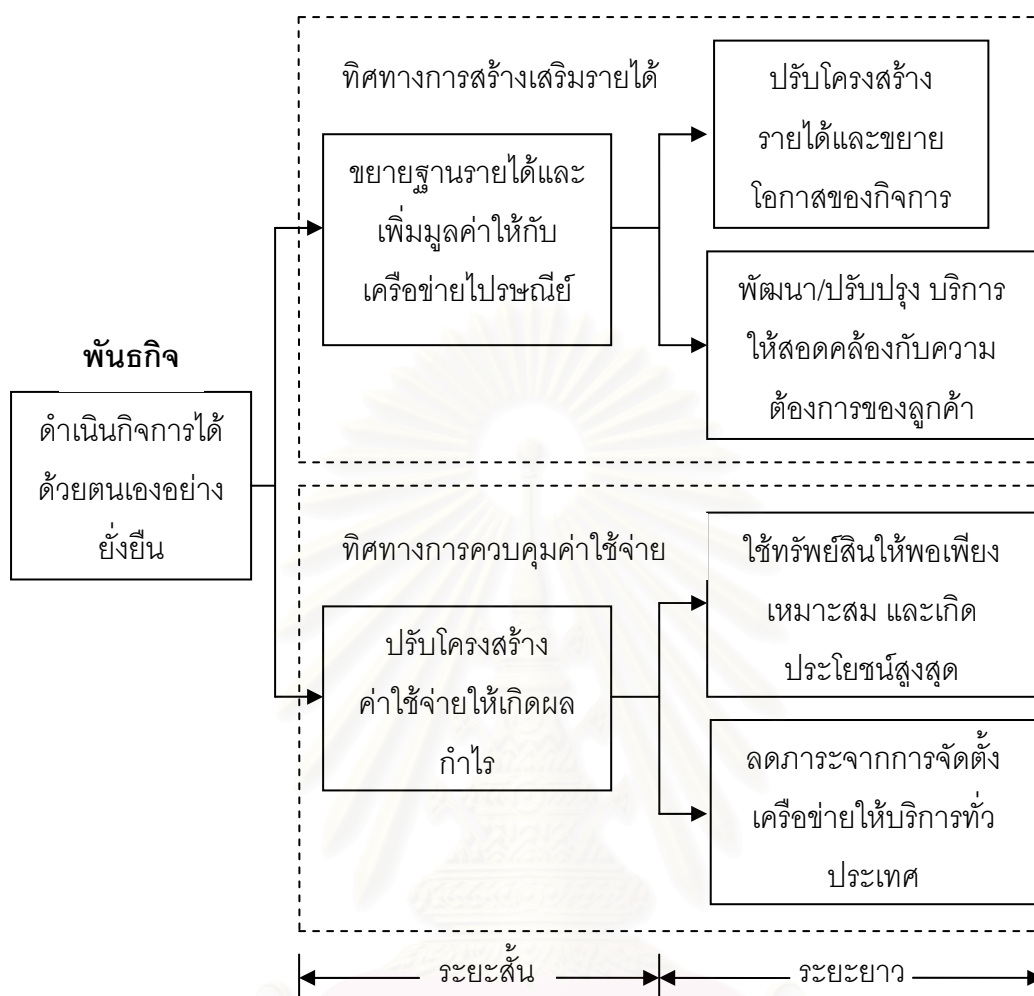 พันธกิจ
ดำเนินกิจการได้
ด้วยตนเองอย่าง
ยั่งยืน
ทิศทางการสร้างเสริมรายได้
ขยายฐานรายได้และ
เพิ่มมูลค่าให้กับ
เครือข่ายไปรษณีย์
ปรับโครงสร้าง
รายได้และขยาย
โอกาสของกิจการ
พัฒนา/ปรับปรุง บริการ
ให้สอดคล้องกับความ
ต้องการของลูกค้า
ทิศทางการควบคุมค่าใช้จ่าย
ปรับโครงสร้าง
ค่าใช้จ่ายให้เกิดผล
กำไร
ใช้ทรัพย์สินให้พอเพียง
เหมาะสม และเกิด
ประโยชน์สูงสุด
ลดภาระจากการจัดตั้ง
เครือข่ายให้บริการทั่ว
ประเทศ
ระยะสั้น
ระยะยาว